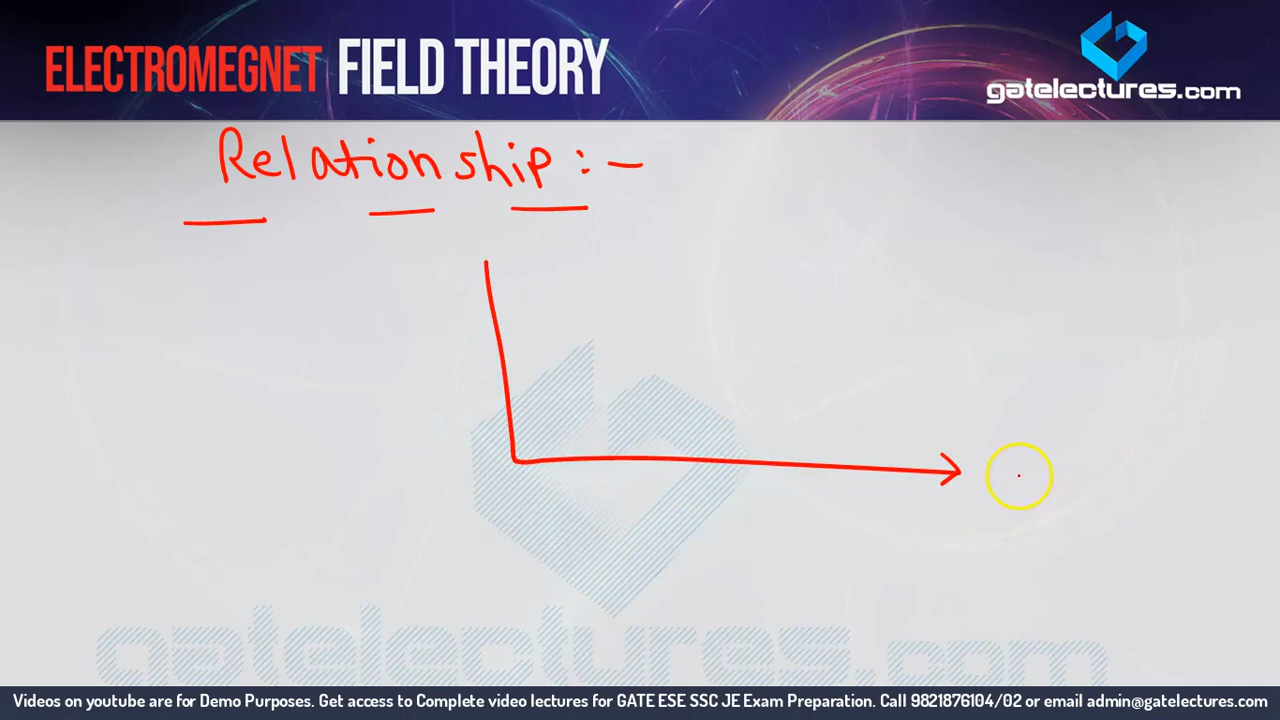 ELECTROMEGNET FIELD THEORY
gatelectures.com
Relationship :-
gatelectures.com
Videos on youtube are for Demo Purposes. Get access to Complete video lectures for GATE ESE SSC JE Exam Preparation. Call 9821876104/02 or email admin@gatelectures.com